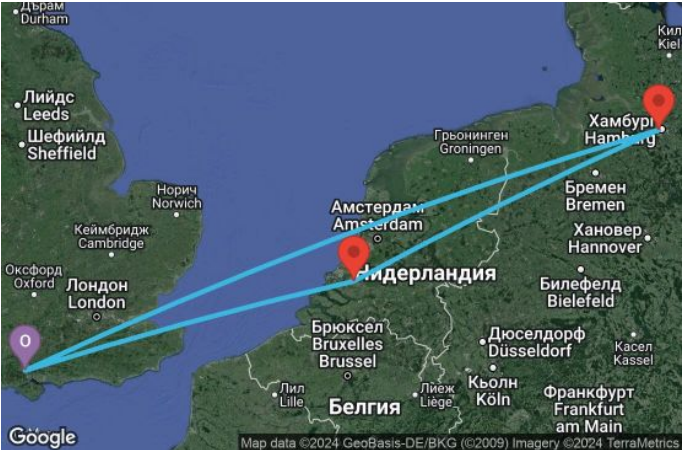 Дърам
Durham
Кил
Kiel
Лийдс
Leeds
Шефийлд
Sheffield
Хамбург
Hamburg
Грьонинген
Groningen
Норич
Norwich
Бремен
Bremen
Амстердам
Amsterdam
Кеймбридж
Cambridge
Хановер
Hannover
Оксфорд
Oxford
Лондон
London
Нидерландия
Билефелд
Bielefeld
O
Брюксел
Bruxelles
Brussel
Дюселдорф
Düsseldorf
Касел
Kassel
Лил
Lille
Лиеж
Liège
Кьолн
Köln
Белгия
Франкфурт
Frankfurt
am Main
Google
Map data ©2024 GeoBasis-DE/BKG (©2009) Imagery ©2024 TerraMetrics